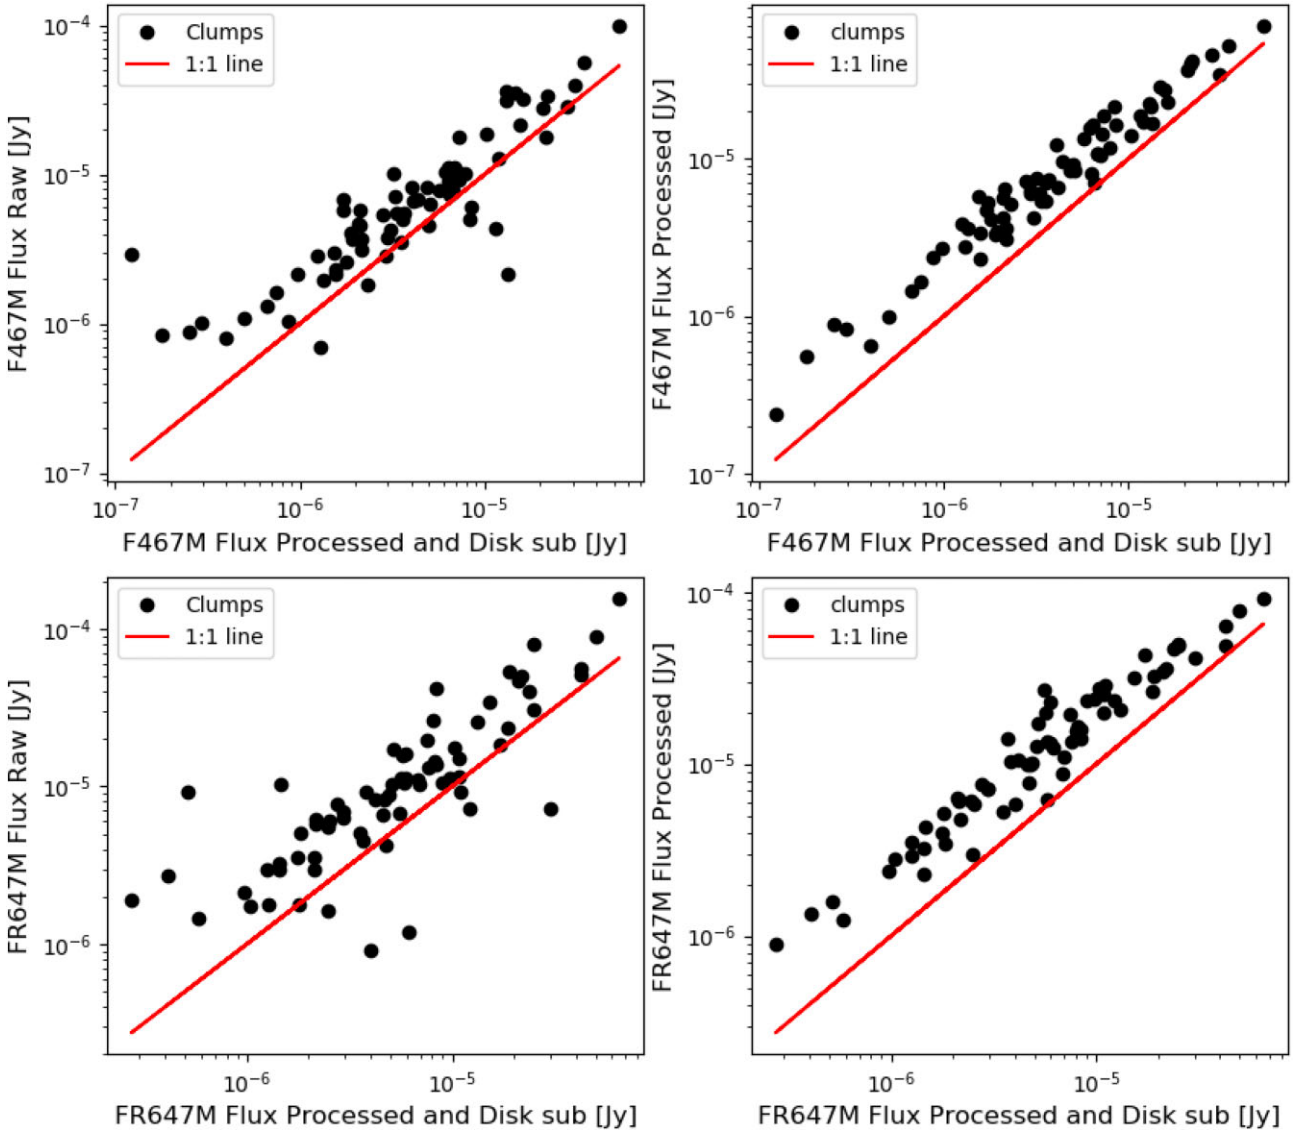 Clumps
1:1 line
10⁻⁴
10⁻⁵
10⁻⁶
10⁻⁷
F467M Flux Raw [Jy]
10⁻⁷
10⁻⁶
10⁻⁵
F467M Flux Processed and Disk sub [Jy]
clumps
1:1 line
10⁻⁵
10⁻⁶
10⁻⁷
F467M Flux Processed [Jy]
10⁻⁷
10⁻⁶
10⁻⁵
F467M Flux Processed and Disk sub [Jy]
Clumps
1:1 line
10⁻⁴
10⁻⁵
10⁻⁶
FR647M Flux Raw [Jy]
10⁻⁶
10⁻⁵
FR647M Flux Processed and Disk sub [Jy]
clumps
1:1 line
10⁻⁴
10⁻⁵
10⁻⁶
FR647M Flux Processed [Jy]
10⁻⁶
10⁻⁵
FR647M Flux Processed and Disk sub [Jy]